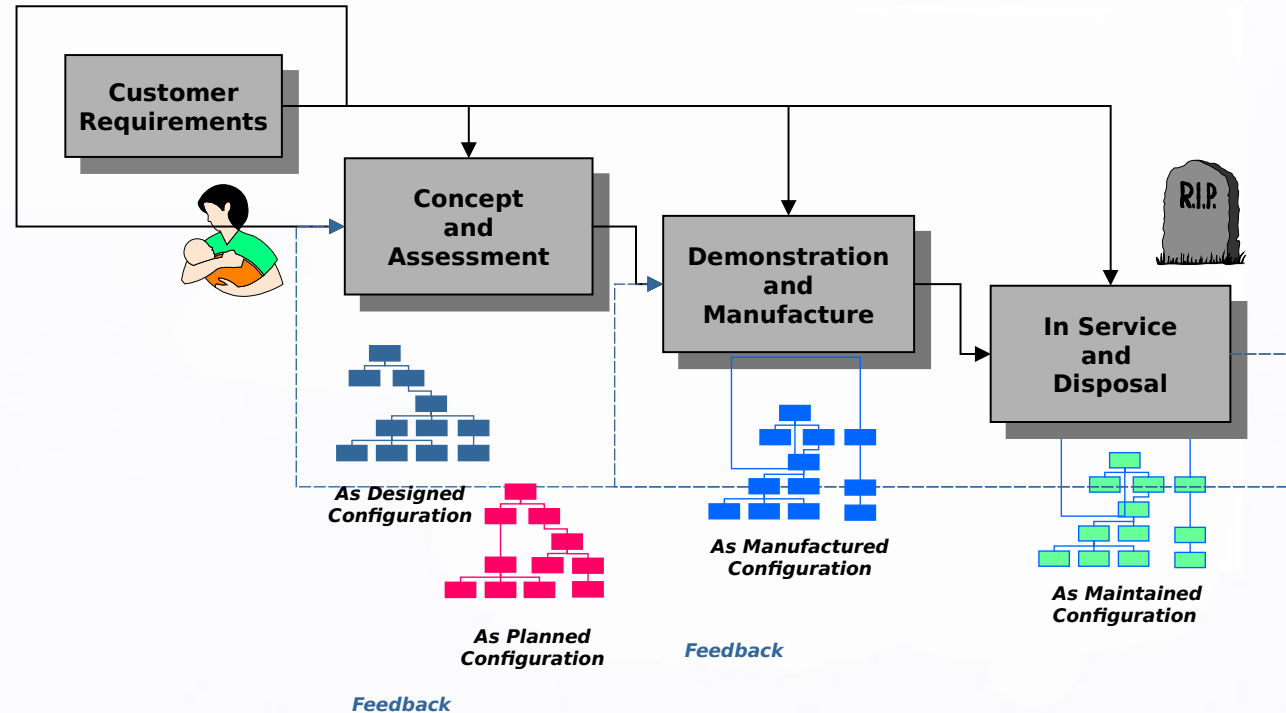 Customer
Requirements
Concept
and
Assessment
R.I.P.
Demonstration
and
Manufacture
In Service
and
Disposal
As Designed
Configuration
As Planned
Configuration
As Manufactured
Configuration
As Maintained
Configuration
Feedback
Feedback